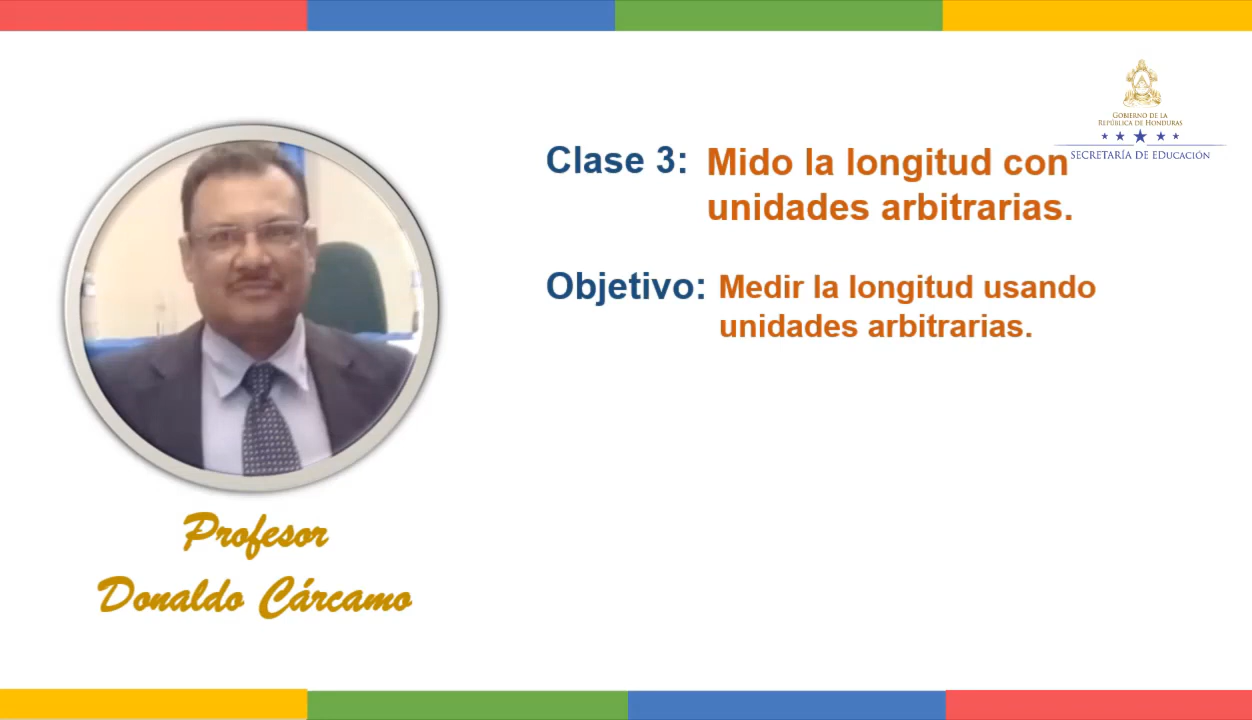 GOBIERNO DE LA
REPÚBLICA DE HONDURAS
SECRETARÍA DE EDUCACIÓN
Clase 3: Mido la longitud con
unidades arbitrarias.
Objetivo: Medir la longitud usando
unidades arbitrarias.
Profesor
Donaldo Cárcamo